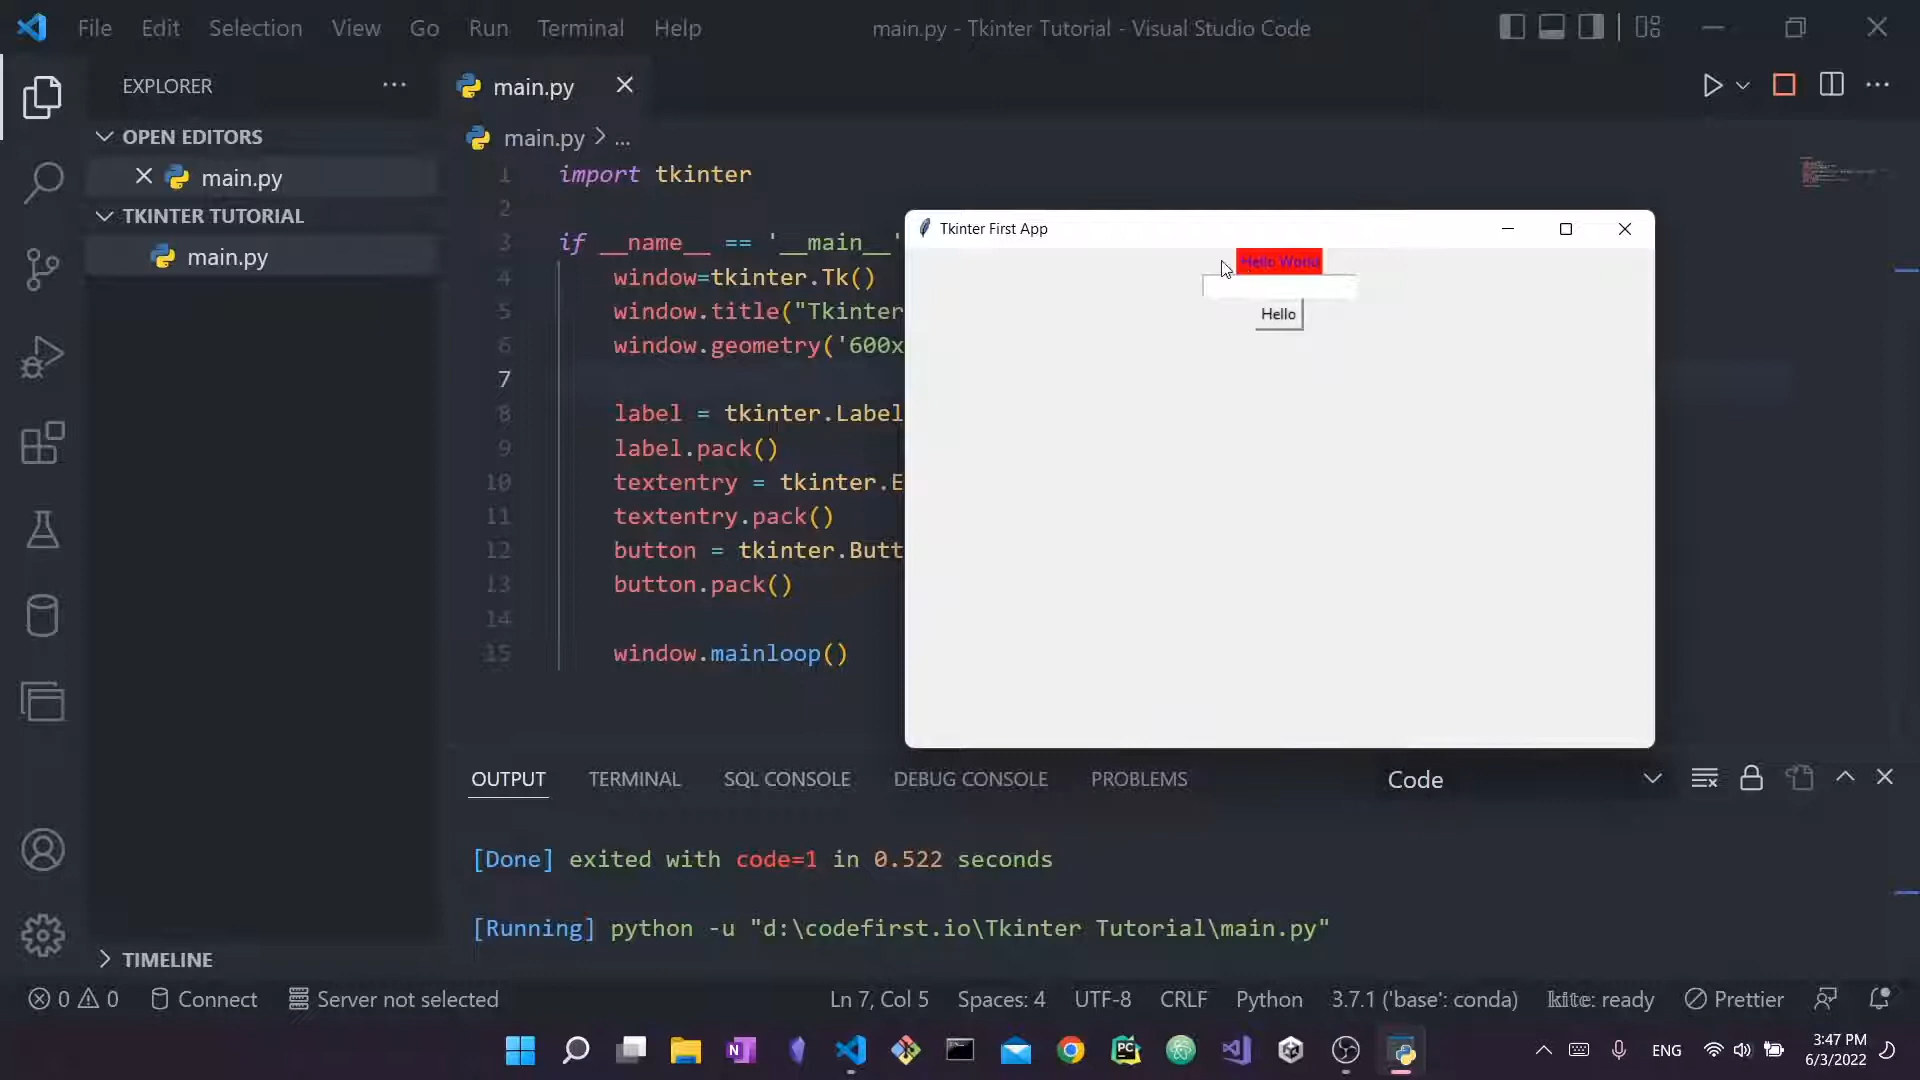 File Edit Selection View Go Run Terminal Help
main.py - Tkinter Tutorial - Visual Studio Code
EXPLORER
main.py
OPEN EDITORS
main.py
TKINTER TUTORIAL
main.py
TIMELINE
main.py > ...
1 import tkinter
2
3 if __name__ == '__main__'
4 window=tkinter.Tk()
5 window.title("Tkinter
6 window.geometry('600x
7
8 label = tkinter.Label
9 label.pack()
10 textentry = tkinter.E
11 textentry.pack()
12 button = tkinter.Butt
13 button.pack()
14
15 window.mainloop()
Tkinter First App
Hello World
Hello
OUTPUT TERMINAL SQL CONSOLE DEBUG CONSOLE PROBLEMS
Code
[Done] exited with code=1 in 0.522 seconds
[Running] python -u "d:\codefirst.io\Tkinter Tutorial\main.py"
0 0 Connect Server not selected
Ln 7, Col 5 Spaces: 4 UTF-8 CRLF Python 3.7.1 ('base': conda) kite: ready Prettier
ENG
3:47 PM
6/3/2022